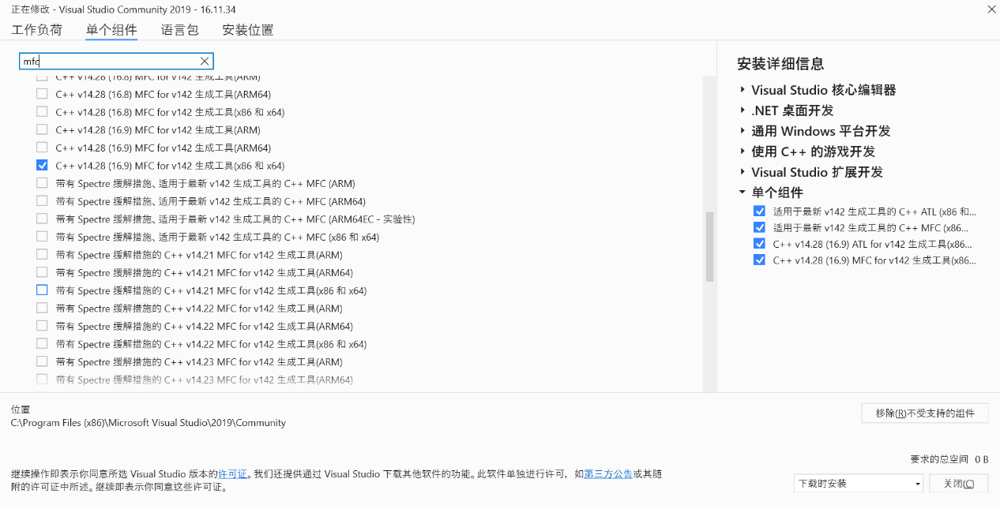 正在修改 - Visual Studio Community 2019 - 16.11.34
工作负荷 单个组件 语言包 安装位置
mfc
C++ v14.28 (16.8) MFC for v142 生成工具(ARM)
C++ v14.28 (16.8) MFC for v142 生成工具(ARM64)
C++ v14.28 (16.8) MFC for v142 生成工具(x86 和 x64)
C++ v14.28 (16.9) MFC for v142 生成工具(ARM)
C++ v14.28 (16.9) MFC for v142 生成工具(ARM64)
C++ v14.28 (16.9) MFC for v142 生成工具(x86 和 x64)
带有 Spectre 缓解措施、适用于最新 v142 生成工具的 C++ MFC (ARM)
带有 Spectre 缓解措施、适用于最新 v142 生成工具的 C++ MFC (ARM64)
带有 Spectre 缓解措施、适用于最新 v142 生成工具的 C++ MFC (ARM64EC - 实验性)
带有 Spectre 缓解措施、适用于最新 v142 生成工具的 C++ MFC (x86 和 x64)
带有 Spectre 缓解措施的 C++ v14.21 MFC for v142 生成工具(ARM)
带有 Spectre 缓解措施的 C++ v14.21 MFC for v142 生成工具(ARM64)
带有 Spectre 缓解措施的 C++ v14.21 MFC for v142 生成工具(x86 和 x64)
带有 Spectre 缓解措施的 C++ v14.22 MFC for v142 生成工具(ARM)
带有 Spectre 缓解措施的 C++ v14.22 MFC for v142 生成工具(ARM64)
带有 Spectre 缓解措施的 C++ v14.22 MFC for v142 生成工具(x86 和 x64)
带有 Spectre 缓解措施的 C++ v14.23 MFC for v142 生成工具(ARM)
带有 Spectre 缓解措施的 C++ v14.23 MFC for v142 生成工具(ARM64)
安装详细信息
Visual Studio 核心编辑器
.NET 桌面开发
通用 Windows 平台开发
使用 C++ 的游戏开发
Visual Studio 扩展开发
单个组件
适用于最新 v142 生成工具的 C++ ATL (x86 和...
适用于最新 v142 生成工具的 C++ MFC (x86...
C++ v14.28 (16.9) ATL for v142 生成工具(x86...
C++ v14.28 (16.9) MFC for v142 生成工具(x86...
位置
C:\Program Files (x86)\Microsoft Visual Studio\2019\Community
移除(R)不受支持的组件
要求的总空间 0 B
继续操作即表示你同意所选 Visual Studio 版本的许可证。我们还提供通过 Visual Studio 下载其他软件的功能。此软件单独进行许可，如第三方公告或其随
附的许可证中所述。继续即表示你同意这些许可证。
下载时安装
关闭(C)